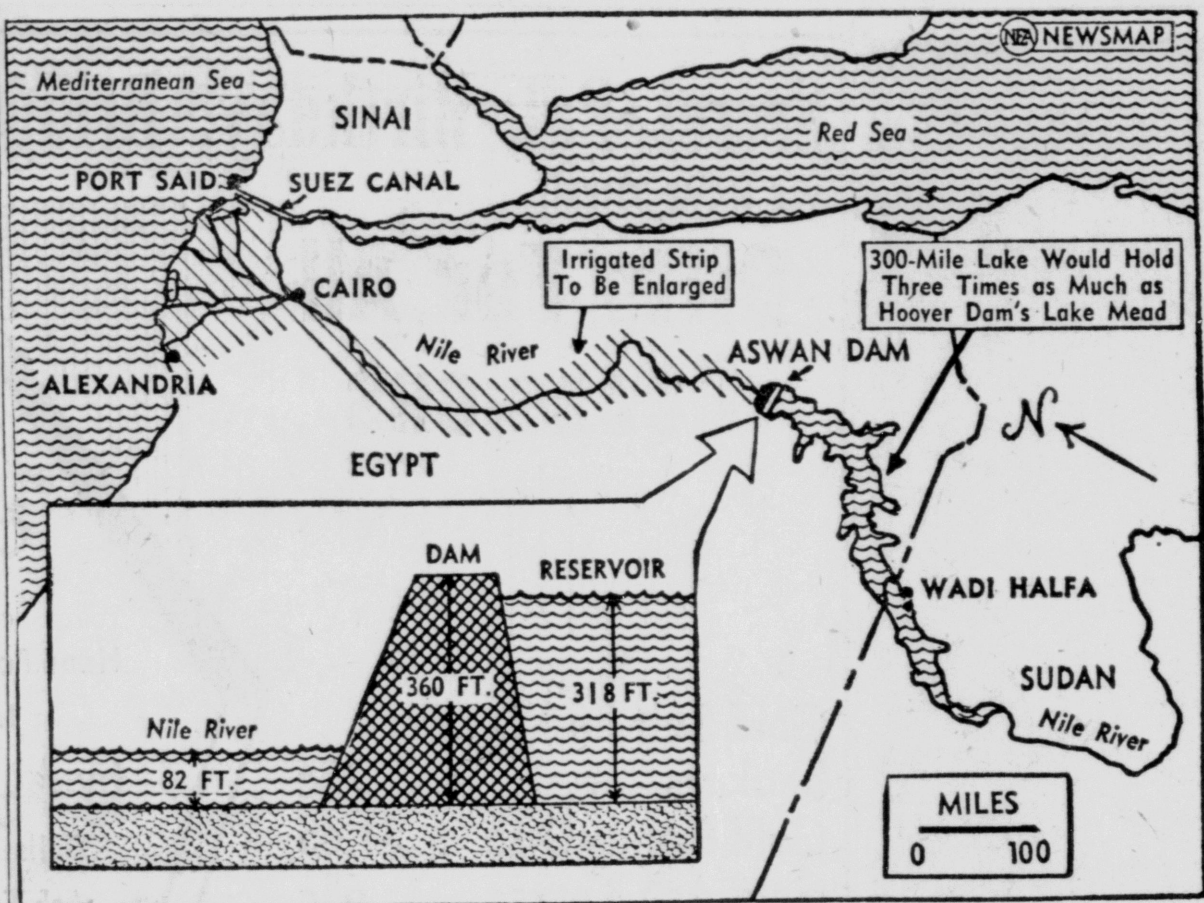 NEA NEWSMAP
Mediterranean Sea
SINAI
Red Sea
PORT SAID
SUEZ CANAL
Irrigated Strip
To Be Enlarged
300-Mile Lake Would Hold
Three Times as Much as
Hoover Dam's Lake Mead
CAIRO
Nile River
ASWAN DAM
ALEXANDRIA
N
EGYPT
DAM
RESERVOIR
WADI HALFA
360 FT.
318 FT.
SUDAN
Nile River
Nile River
82 FT.
MILES
0 100